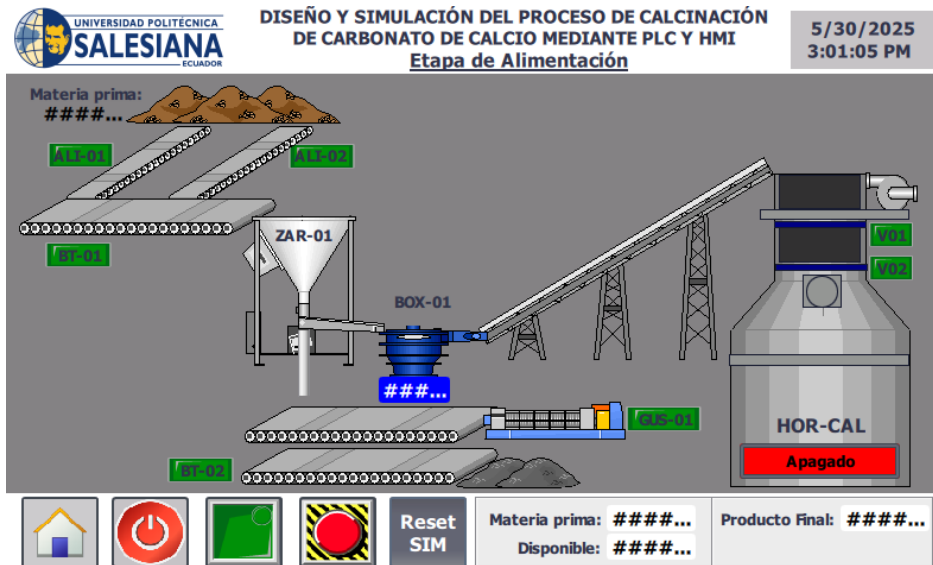 UNIVERSIDAD POLITÉCNICA
SALESIANA
ECUADOR
DISEÑO Y SIMULACIÓN DEL PROCESO DE CALCINACIÓN
DE CARBONATO DE CALCIO MEDIANTE PLC Y HMI
Etapa de Alimentación
5/30/2025
3:01:05 PM
Materia prima:
####...
ALI-01
ALI-02
BT-01
ZAR-01
V01
V02
BOX-01
###...
GUS-01
BT-02
HOR-CAL
Apagado
Reset
SIM
Materia prima: ####...
Disponible: ####...
Producto Final: ####...